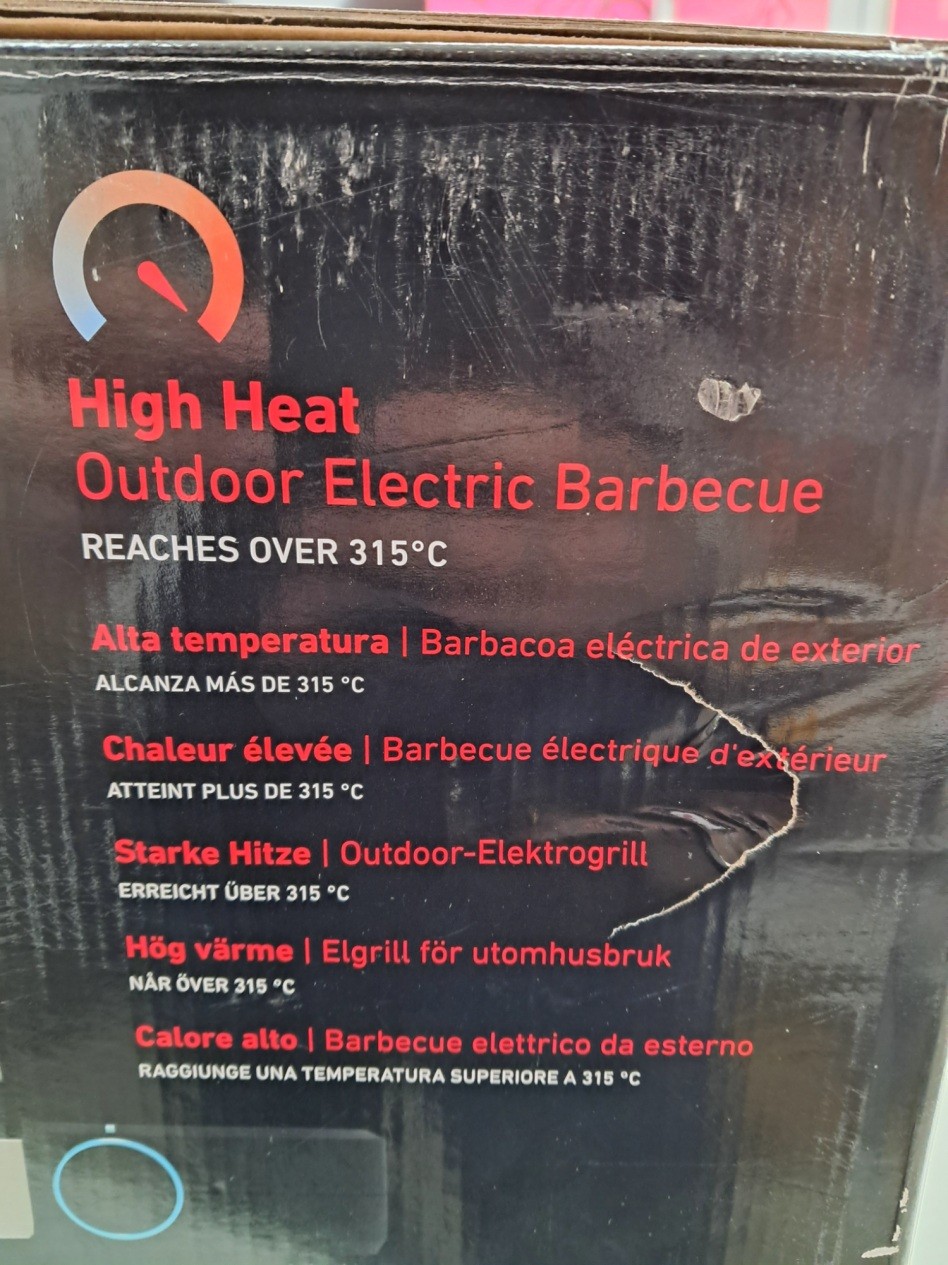 High Heat
Outdoor Electric Barbecue
REACHES OVER 315°C
Alta temperatura | Barbacoa eléctrica de exterior
ALCANZA MÁS DE 315 °C
Chaleur élevée | Barbecue électrique d'extérieur
ATTEINT PLUS DE 315 °C
Starke Hitze | Outdoor-Elektrogrill
ERREICHT ÜBER 315 °C
Hög värme | Elgrill för utomhusbruk
NÅR ÖVER 315 °C
Calore alto | Barbecue elettrico da esterno
RAGGIUNGE UNA TEMPERATURA SUPERIORE A 315 °C